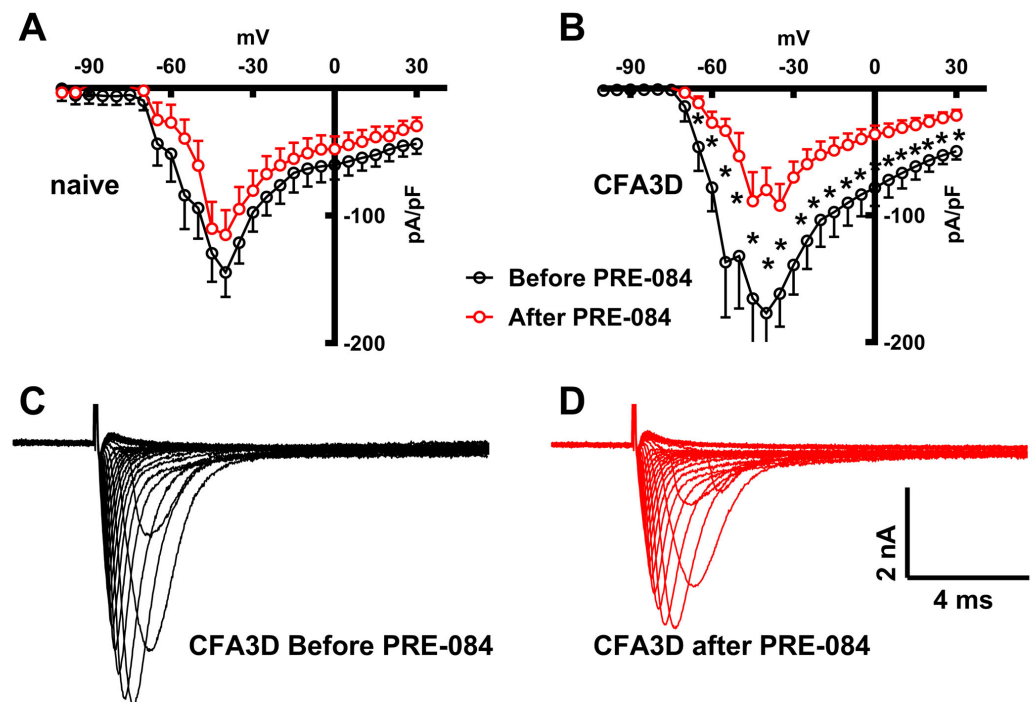 A
B
mV
mV
-90 -60 -30 0 30
-90 -60 -30 0 30
naive
CFA3D
-100
pA/pF
-100
pA/pF
* * * * * * * * * * * * * * * * * * * *
Before PRE-084
After PRE-084
-200
-200
C
D
2 nA
4 ms
CFA3D Before PRE-084
CFA3D after PRE-084